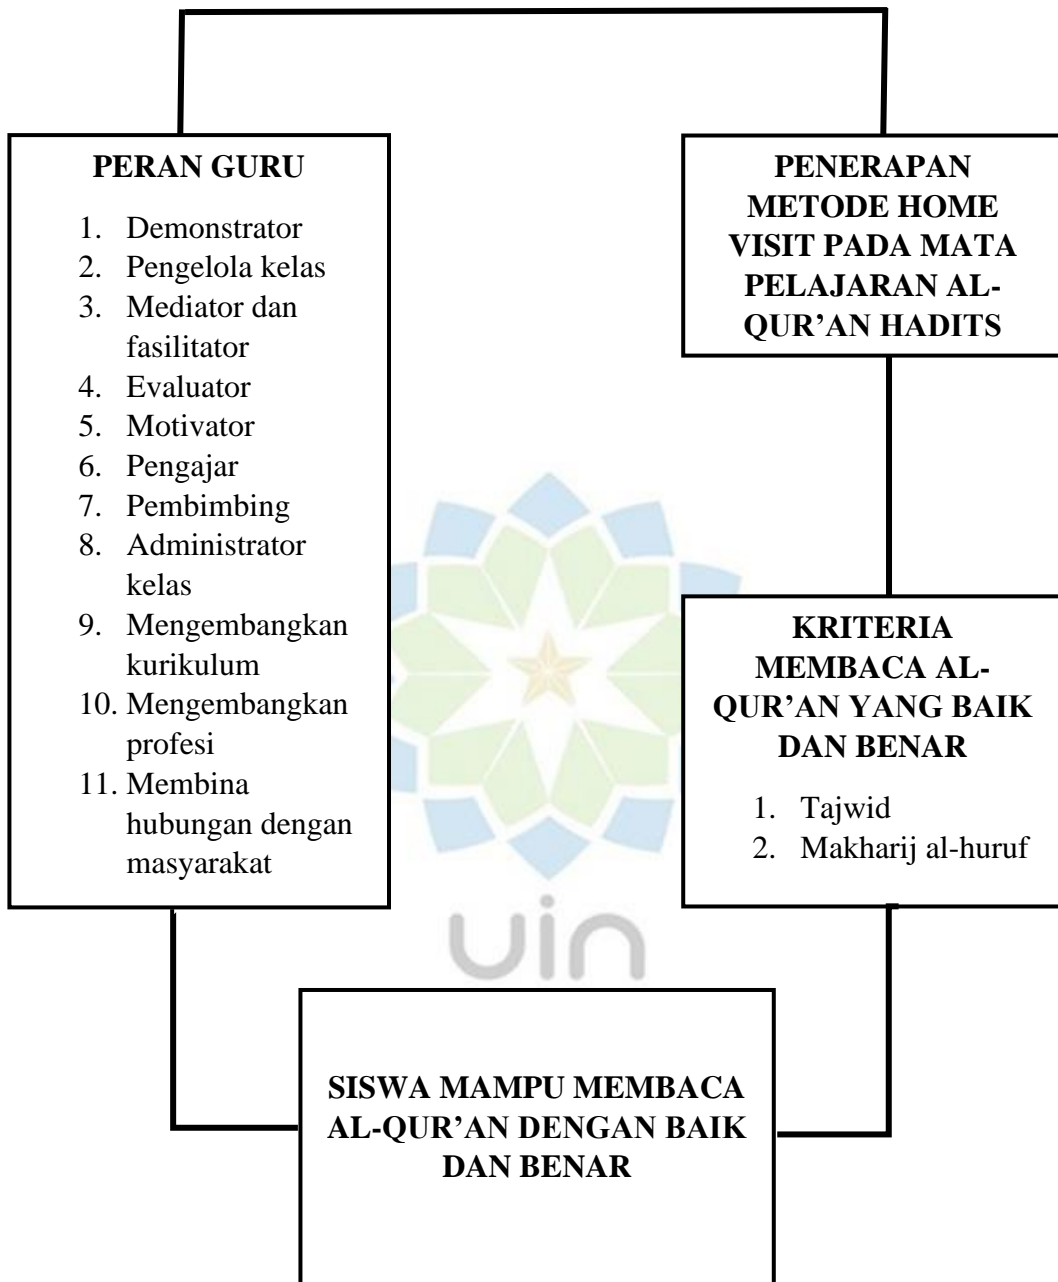 PERAN GURU
1. Demonstrator
2. Pengelola kelas
3. Mediator dan
fasilitator
4. Evaluator
5. Motivator
6. Pengajar
7. Pembimbing
8. Administrator
kelas
9. Mengembangkan
kurikulum
10. Mengembangkan
profesi
11. Membina
hubungan dengan
masyarakat
PENERAPAN
METODE HOME
VISIT PADA MATA
PELAJARAN AL-
QUR’AN HADITS
KRITERIA
MEMBACA AL-
QUR’AN YANG BAIK
DAN BENAR
1. Tajwid
2. Makharij al-huruf
uin
SISWA MAMPU MEMBACA
AL-QUR’AN DENGAN BAIK
DAN BENAR